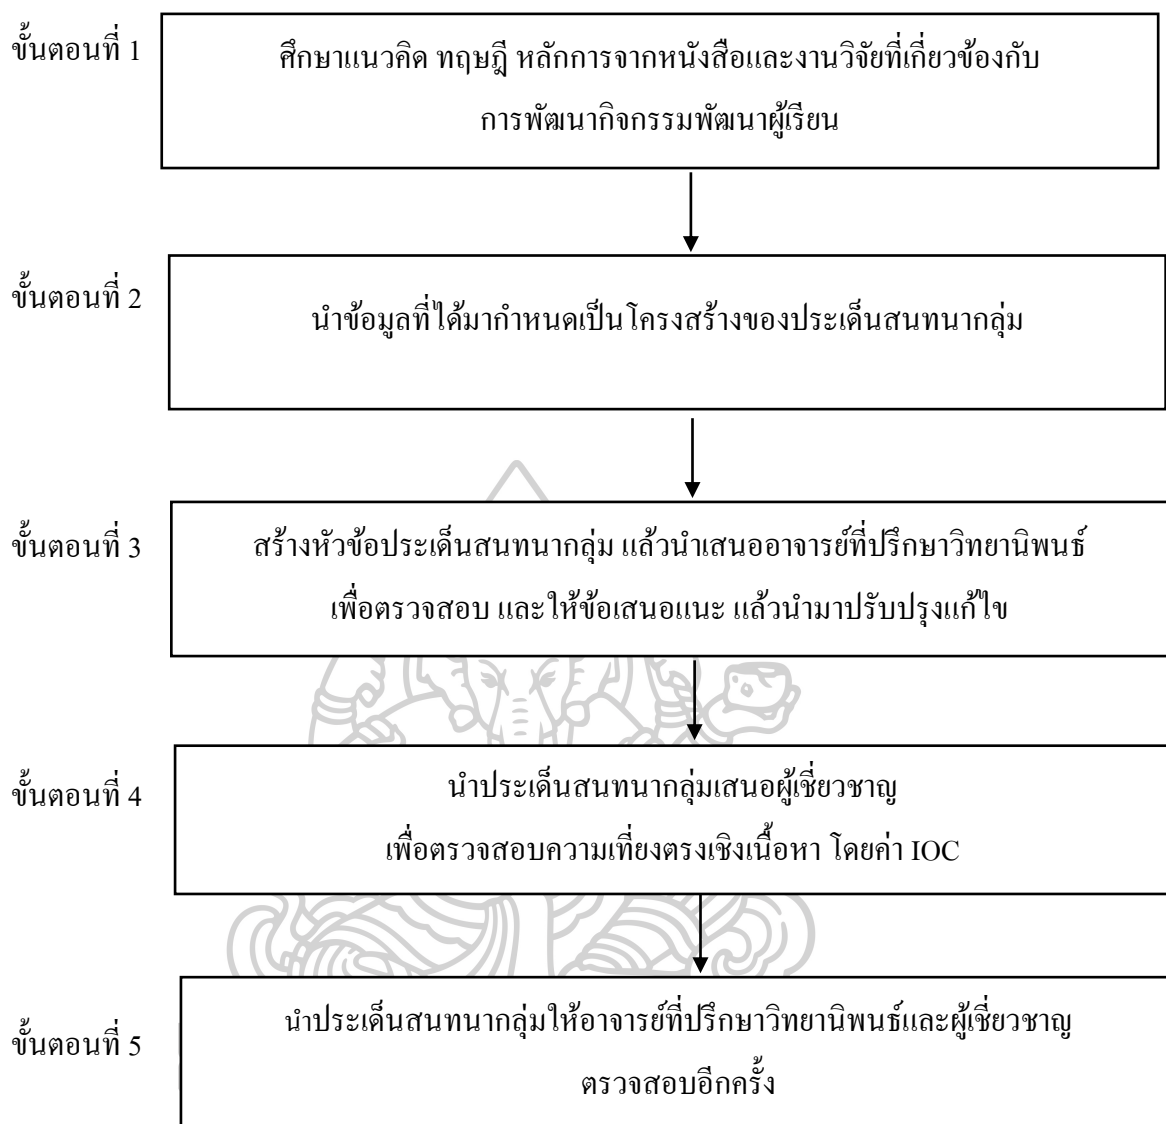 ขั้นตอนที่ 1
ศึกษาแนวคิด ทฤษฎี หลักการจากหนังสือและงานวิจัยที่เกี่ยวข้องกับ
การพัฒนากิจกรรมพัฒนาผู้เรียน
ขั้นตอนที่ 2
นำข้อมูลที่ได้มากำหนดเป็นโครงสร้างของประเด็นสนทนากลุ่ม
ขั้นตอนที่ 3
สร้างหัวข้อประเด็นสนทนากลุ่ม แล้วนำเสนออาจารย์ที่ปรึกษาวิทยานิพนธ์
เพื่อตรวจสอบ และให้ข้อเสนอแนะ แล้วนำมาปรับปรุงแก้ไข
ขั้นตอนที่ 4
นำประเด็นสนทนากลุ่มเสนอผู้เชี่ยวชาญ
เพื่อตรวจสอบความเที่ยงตรงเชิงเนื้อหา โดยค่า IOC
ขั้นตอนที่ 5
นำประเด็นสนทนากลุ่มให้อาจารย์ที่ปรึกษาวิทยานิพนธ์และผู้เชี่ยวชาญ
ตรวจสอบอีกครั้ง